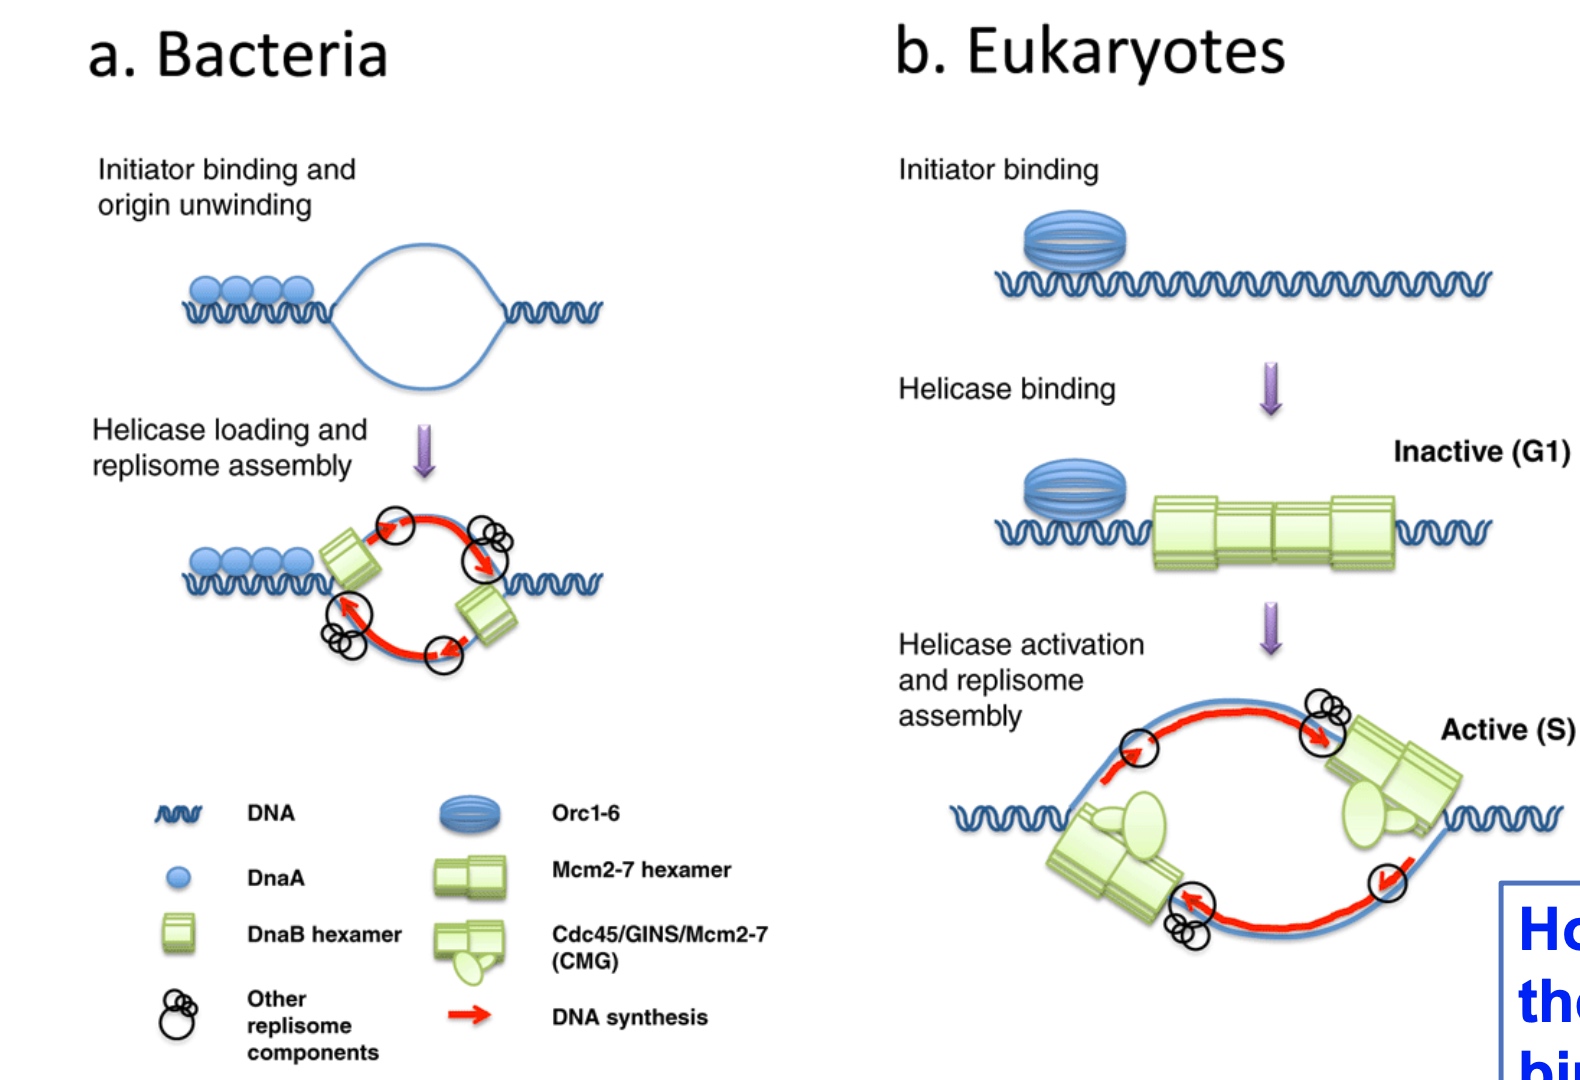 a. Bacteria
Initiator binding and
origin unwinding
Helicase loading and
replisome assembly
b. Eukaryotes
Initiator binding
Helicase binding
Inactive (G1)
Helicase activation
and replisome
assembly
Active (S)
DNA
DnaA
DnaB hexamer
Other
replisome
components
Orc1-6
Mcm2-7 hexamer
Cdc45/GINS/Mcm2-7
(CMG)
DNA synthesis